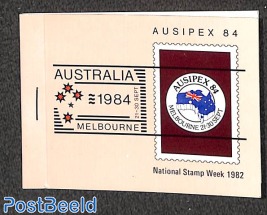 AUSIPEX 84
AUSTRALIA
1984
21-30 SEPT
MELBOURNE
AUSIPEX 84
MELBOURNE 21-30 SEPT
National Stamp Week 1982
PostBeeld